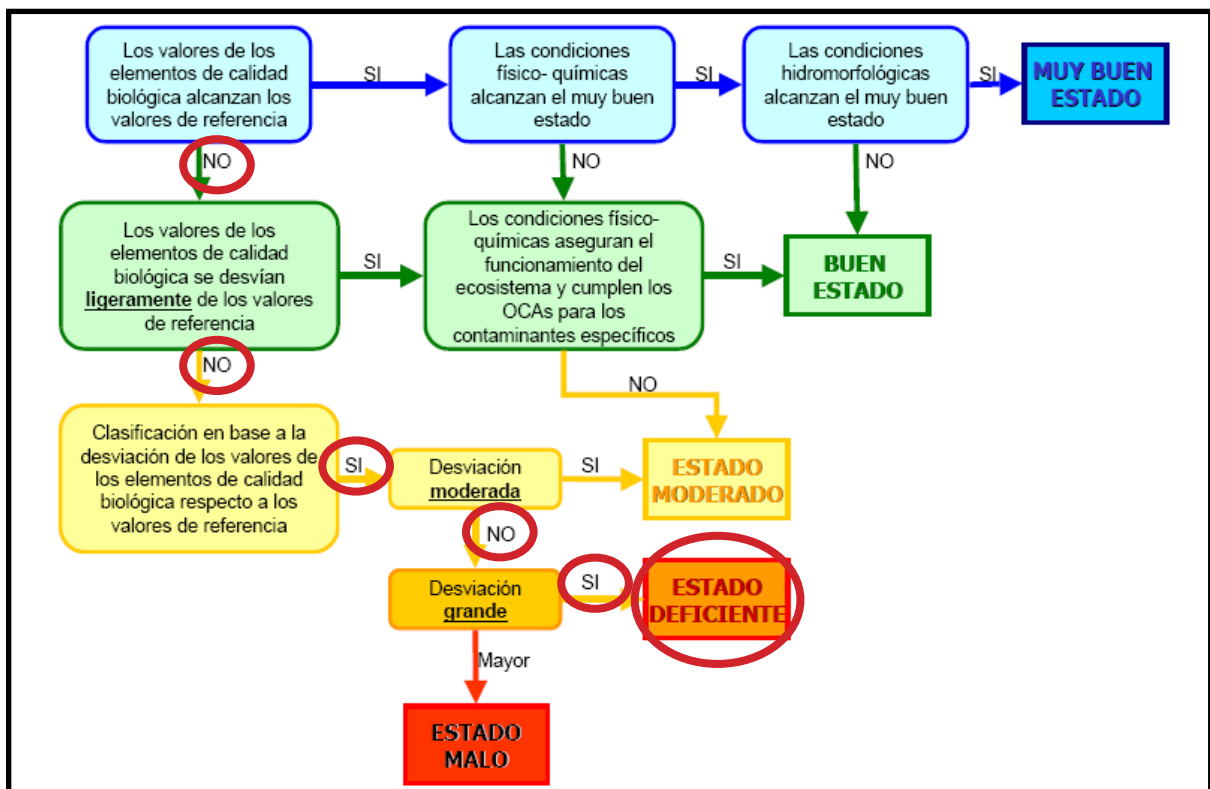 Los valores de los
elementos de calidad
biológica alcanzan los
valores de referencia
SI
Las condiciones
físico- químicas
alcanzan el muy buen
estado
SI
Las condiciones
hidromorfológicas
alcanzan el muy buen
estado
SI
MUY BUEN
ESTADO
NO
NO
NO
Los valores de los
elementos de calidad
biológica se desvían
ligeramente de los valores
de referencia
SI
Los condiciones físico-
químicas aseguran el
funcionamiento del
ecosistema y cumplen los
OCAs para los
contaminantes específicos
SI
BUEN
ESTADO
NO
NO
Clasificación en base a la
desviación de los valores de
los elementos de calidad
biológica respecto a los
valores de referencia
SI
Desviación
moderada
SI
ESTADO
MODERADO
NO
Desviación
grande
SI
ESTADO
DEFICIENTE
Mayor
ESTADO
MALO